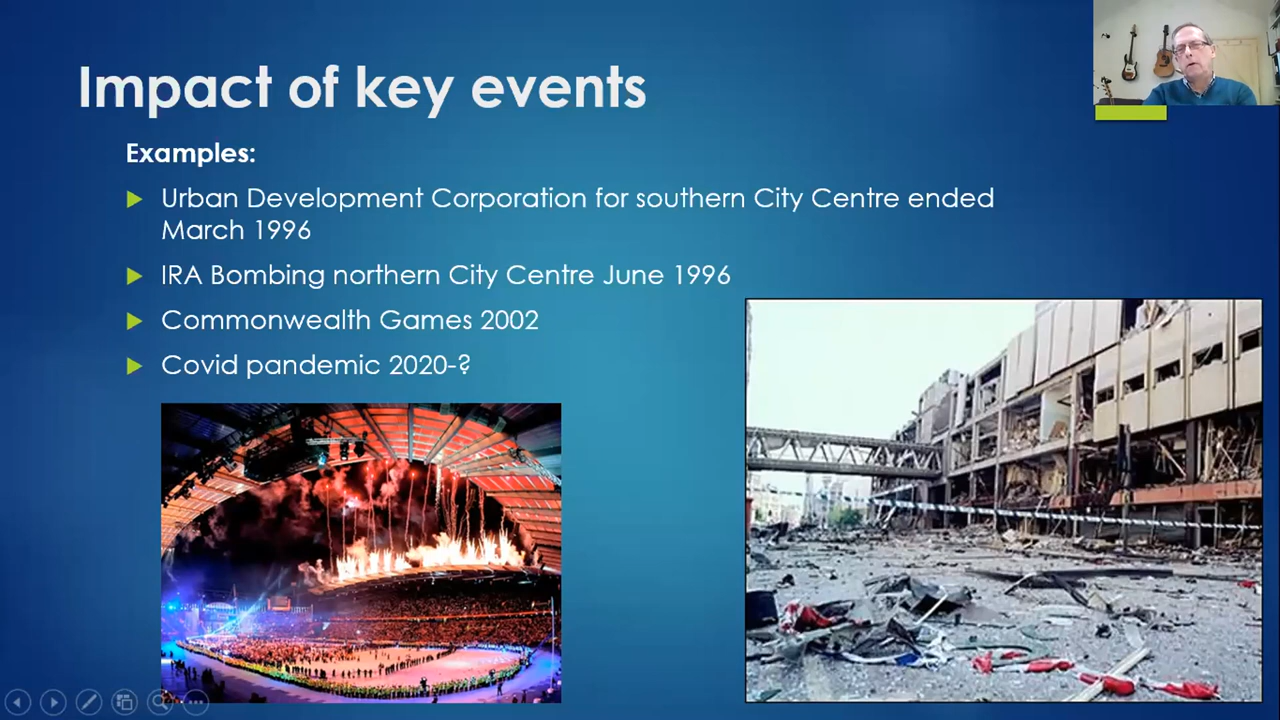 Impact of key events
Examples:
Urban Development Corporation for southern City Centre ended
March 1996
IRA Bombing northern City Centre June 1996
Commonwealth Games 2002
Covid pandemic 2020-?